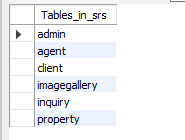 Tables_in_srs
admin
agent
client
imagegallery
inquiry
property